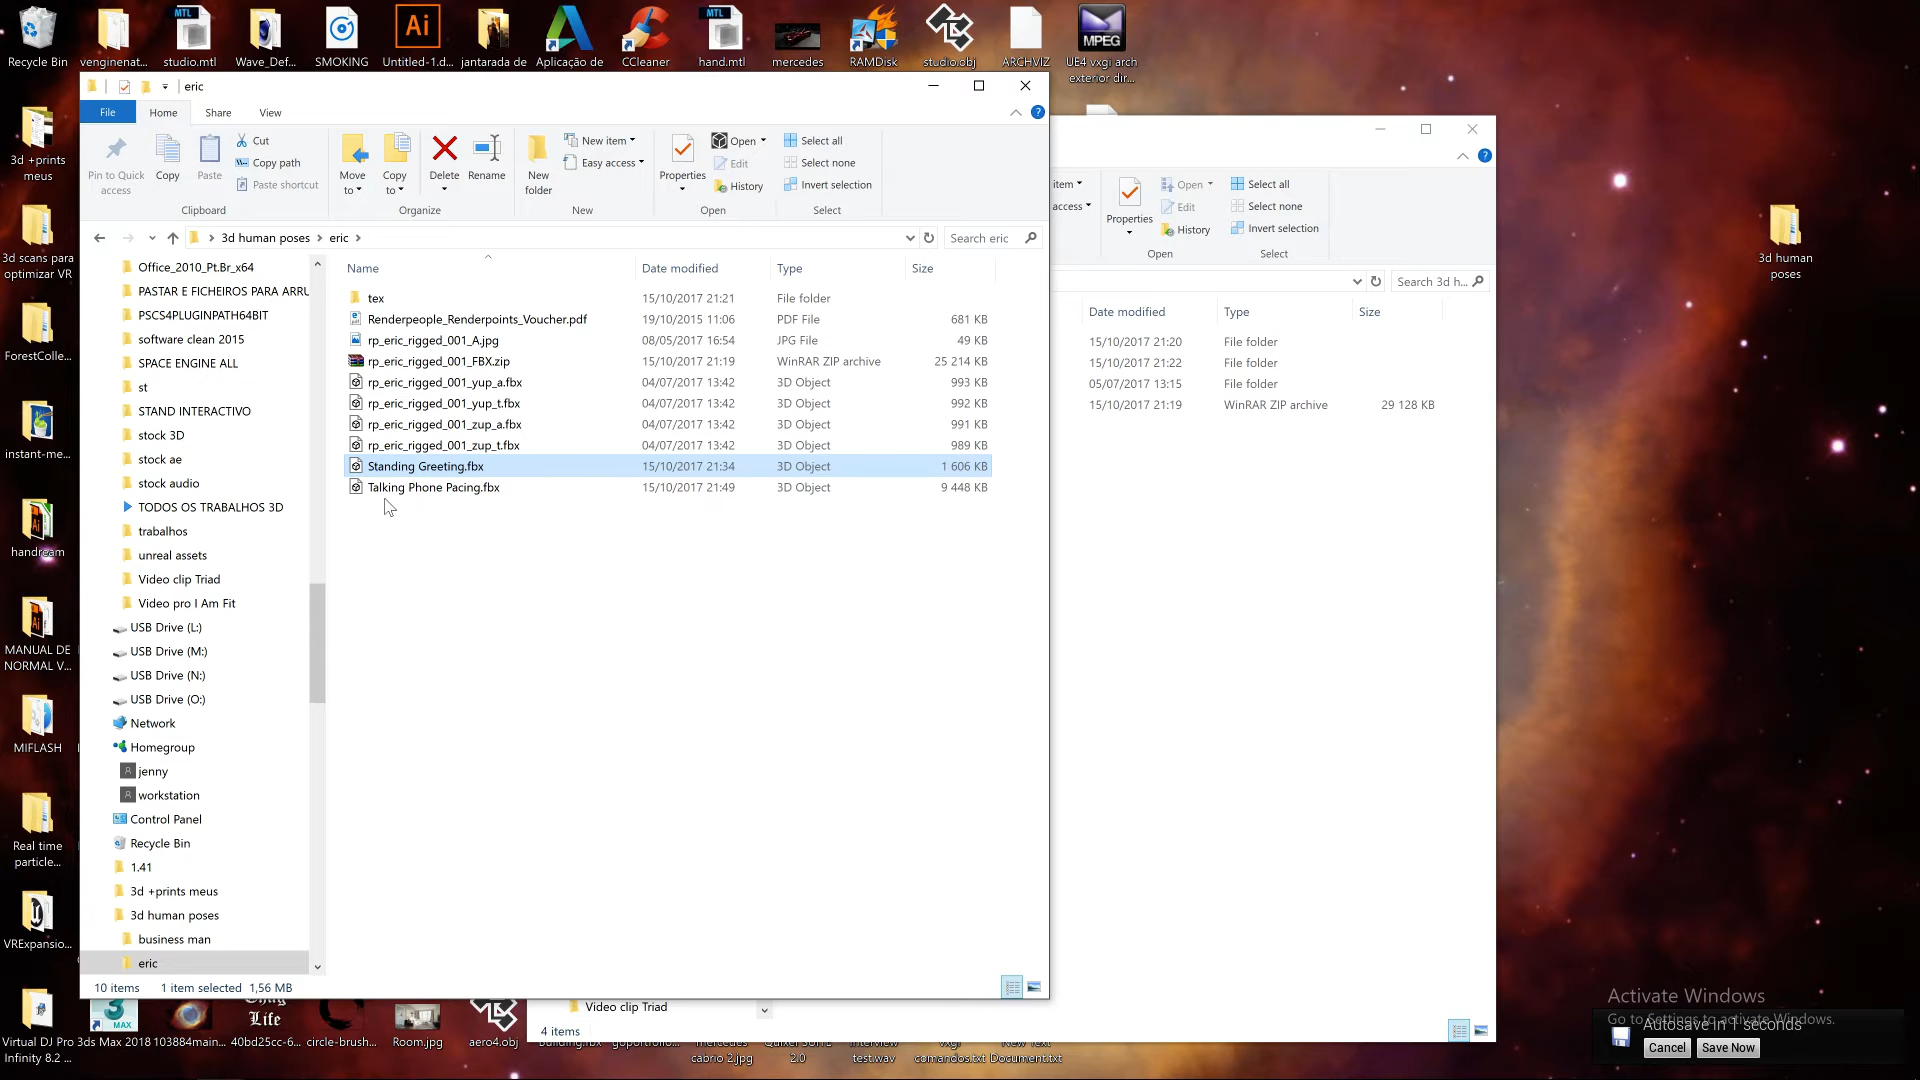 Recycle Bin
venginenat...
studio.mtl
Wave_Def...
SMOKING
Untitled-1.d...
jantarada de
Aplicação de
CCleaner
hand.mtl
mercedes
RAMDisk
studio.obj
ARCHVIZ
UE4 vxgi arch
exterior dir...
3d +prints
meus
3d scans para
optimizar VR
ForestColle...
instant-me...
handream
MANUAL DE
NORMAL V...
MIFLASH
Real time
particle...
VRExpansio...
Virtual DJ Pro
Infinity 8.2 ...
3ds Max 2018
103884main...
40bd25cc-6...
circle-brush...
Room.jpg
aero4.obj
3d human
poses
eric
File
Home
Share
View
Pin to Quick
access
Copy
Paste
Cut
Copy path
Paste shortcut
Clipboard
Move
to
Copy
to
Delete
Rename
Organize
New
folder
New item
Easy access
New
Properties
Open
Edit
History
Open
Select all
Select none
Invert selection
Select
3d human poses
eric
Search eric
Office_2010_Pt.Br_x64
PASTAR E FICHEIROS PARA ARRU
PSCS4PLUGINPATH64BIT
software clean 2015
SPACE ENGINE ALL
st
STAND INTERACTIVO
stock 3D
stock ae
stock audio
TODOS OS TRABALHOS 3D
trabalhos
unreal assets
Video clip Triad
Video pro I Am Fit
USB Drive (L:)
USB Drive (M:)
USB Drive (N:)
USB Drive (O:)
Network
Homegroup
jenny
workstation
Control Panel
Recycle Bin
1.41
3d +prints meus
3d human poses
business man
eric
Name Date modified Type Size
tex 15/10/2017 21:21 File folder
Renderpeople_Renderpoints_Voucher.pdf 19/10/2015 11:06 PDF File 681 KB
rp_eric_rigged_001_A.jpg 08/05/2017 16:54 JPG File 49 KB
rp_eric_rigged_001_FBX.zip 15/10/2017 21:19 WinRAR ZIP archive 25 214 KB
rp_eric_rigged_001_yup_a.fbx 04/07/2017 13:42 3D Object 993 KB
rp_eric_rigged_001_yup_t.fbx 04/07/2017 13:42 3D Object 992 KB
rp_eric_rigged_001_zup_a.fbx 04/07/2017 13:42 3D Object 991 KB
rp_eric_rigged_001_zup_t.fbx 04/07/2017 13:42 3D Object 989 KB
Standing Greeting.fbx 15/10/2017 21:34 3D Object 1 606 KB
Talking Phone Pacing.fbx 15/10/2017 21:49 3D Object 9 448 KB
10 items 1 item selected 1,56 MB
item
access
Properties
Open
Edit
History
Open
Select all
Select none
Invert selection
Select
Search 3d h...
Date modified Type Size
15/10/2017 21:20 File folder
15/10/2017 21:22 File folder
05/07/2017 13:15 File folder
15/10/2017 21:19 WinRAR ZIP archive 29 128 KB
Video clip Triad
4 items
mercedes
cabrio 2.jpg
2.0
test.wav
comandos.txt
Document.txt
Activate Windows
Go to Settings to activate Windows.
Autosave in 1 seconds
Cancel
Save Now